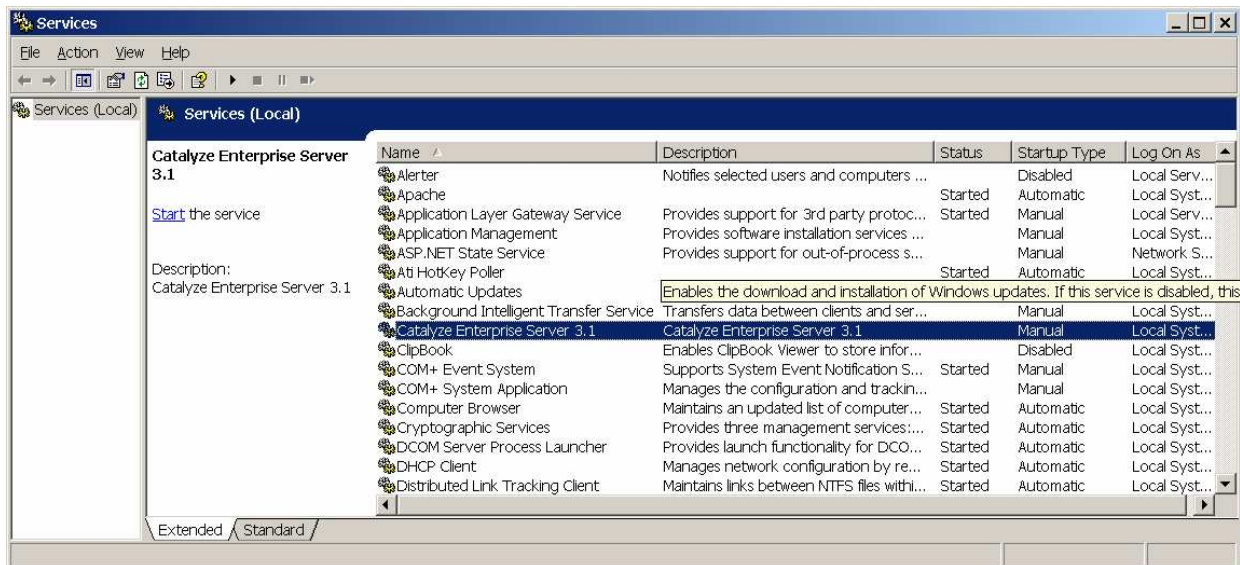 Services
File Action View Help
Services (Local)
Services (Local)
Catalyze Enterprise Server
3.1
Start the service
Description:
Catalyze Enterprise Server 3.1
Name Description Status Startup Type Log On As
Alerter Notifies selected users and computers ... Disabled Local Serv...
Apache Started Automatic Local Syst...
Application Layer Gateway Service Provides support for 3rd party protoc... Started Manual Local Serv...
Application Management Provides software installation services ... Manual Local Syst...
ASP.NET State Service Provides support for out-of-process s... Manual Network S...
Ati HotKey Poller Started Automatic Local Syst...
Automatic Updates Enables the download and installation of Windows updates. If this service is disabled, this
Background Intelligent Transfer Service Transfers data between clients and ser... Manual Local Syst...
Catalyze Enterprise Server 3.1 Catalyze Enterprise Server 3.1 Manual Local Syst...
ClipBook Enables ClipBook Viewer to store infor... Disabled Local Syst...
COM+ Event System Supports System Event Notification S... Started Manual Local Syst...
COM+ System Application Manages the configuration and trackin... Manual Local Syst...
Computer Browser Maintains an updated list of computer... Started Automatic Local Syst...
Cryptographic Services Provides three management services:... Started Automatic Local Syst...
DCOM Server Process Launcher Provides launch functionality for DCO... Started Automatic Local Syst...
DHCP Client Manages network configuration by re... Started Automatic Local Syst...
Distributed Link Tracking Client Maintains links between NTFS files withi... Started Automatic Local Syst...
Extended Standard